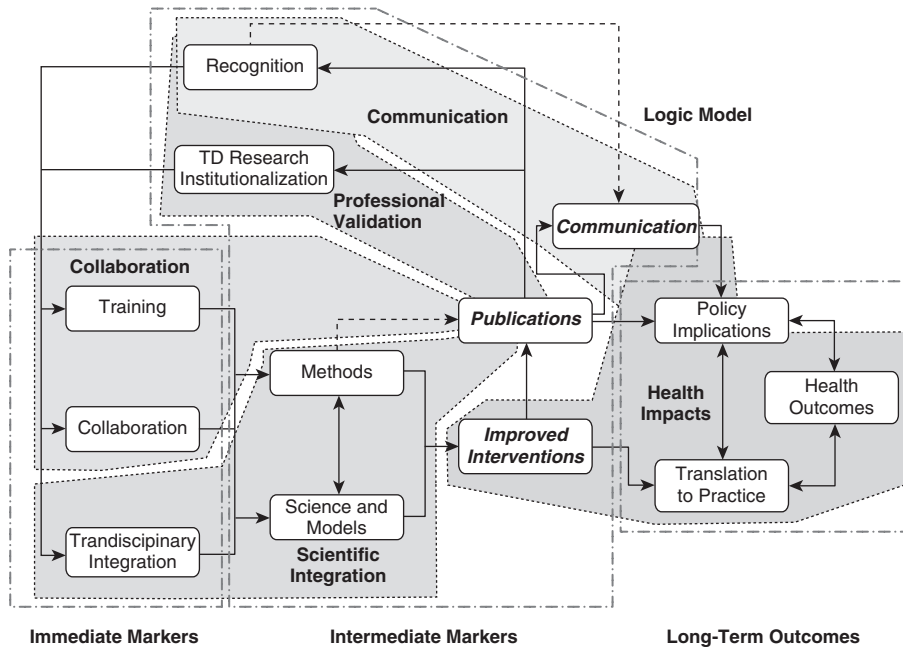 Recognition
Communication
Logic Model
TD Research
Institutionalization
Professional
Validation
Communication
Collaboration
Training
Publications
Policy
Implications
Methods
Health
Impacts
Health
Outcomes
Collaboration
Improved
Interventions
Translation
to Practice
Science and
Models
Trandiscipinary
Integration
Scientific
Integration
Immediate Markers
Intermediate Markers
Long-Term Outcomes